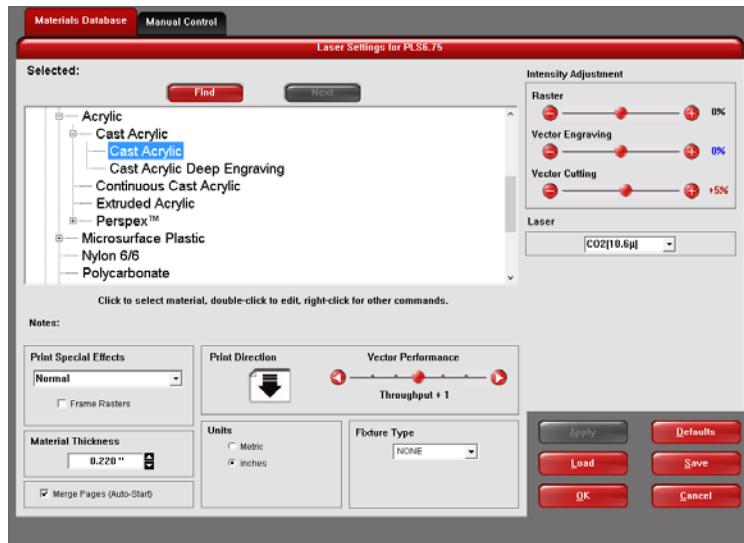 Materials Database
Manual Control
Laser Settings for PLS6.75
Selected:
Find
Next
Acrylic
Cast Acrylic
Cast Acrylic
Cast Acrylic Deep Engraving
Continuous Cast Acrylic
Extruded Acrylic
Perspex™
Microsurface Plastic
Nylon 6/6
Polycarbonate
Click to select material, double-click to edit, right-click for other commands.
Notes:
Intensity Adjustment
Raster
0%
Vector Engraving
0%
Vector Cutting
+5%
Laser
CO2[10.6µ]
Print Special Effects
Normal
Frame Rasters
Material Thickness
0.220 "
Merge Pages (Auto-Start)
Print Direction
Vector Performance
Throughput + 1
Units
Metric
inches
Fixture Type
NONE
Apply
Defaults
Load
Save
OK
Cancel